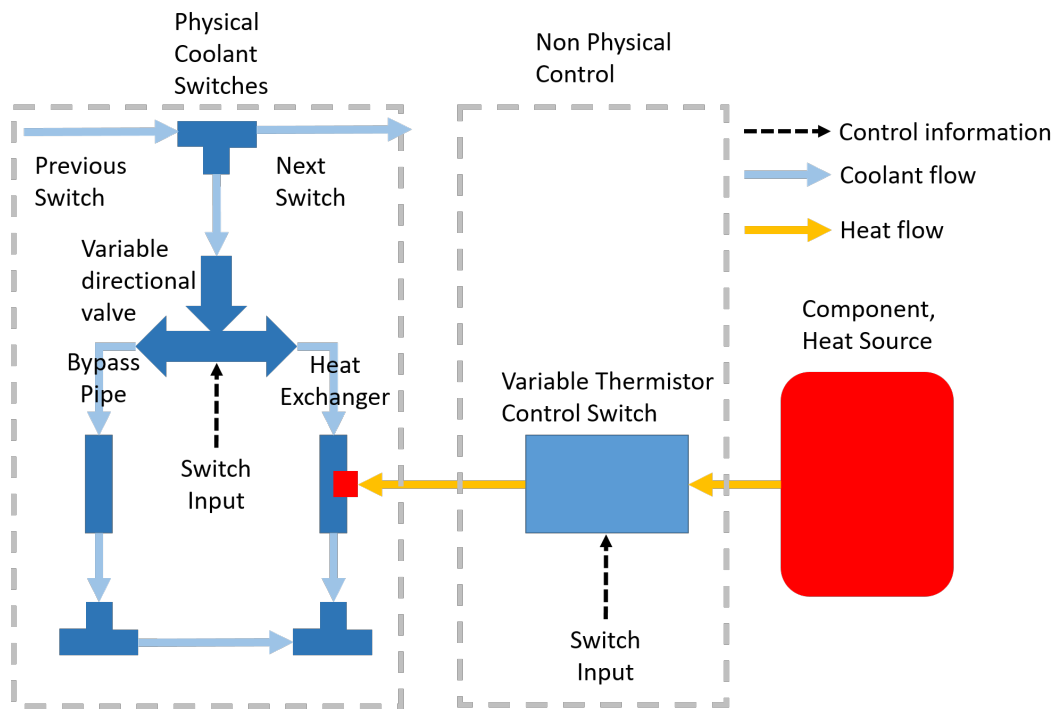 Physical
Coolant
Switches
Non Physical
Control
Control information
Previous
Switch
Next
Switch
Coolant flow
Heat flow
Variable
directional
valve
Component,
Heat Source
Bypass
Pipe
Heat
Exchanger
Variable Thermistor
Control Switch
Switch
Input
Switch
Input